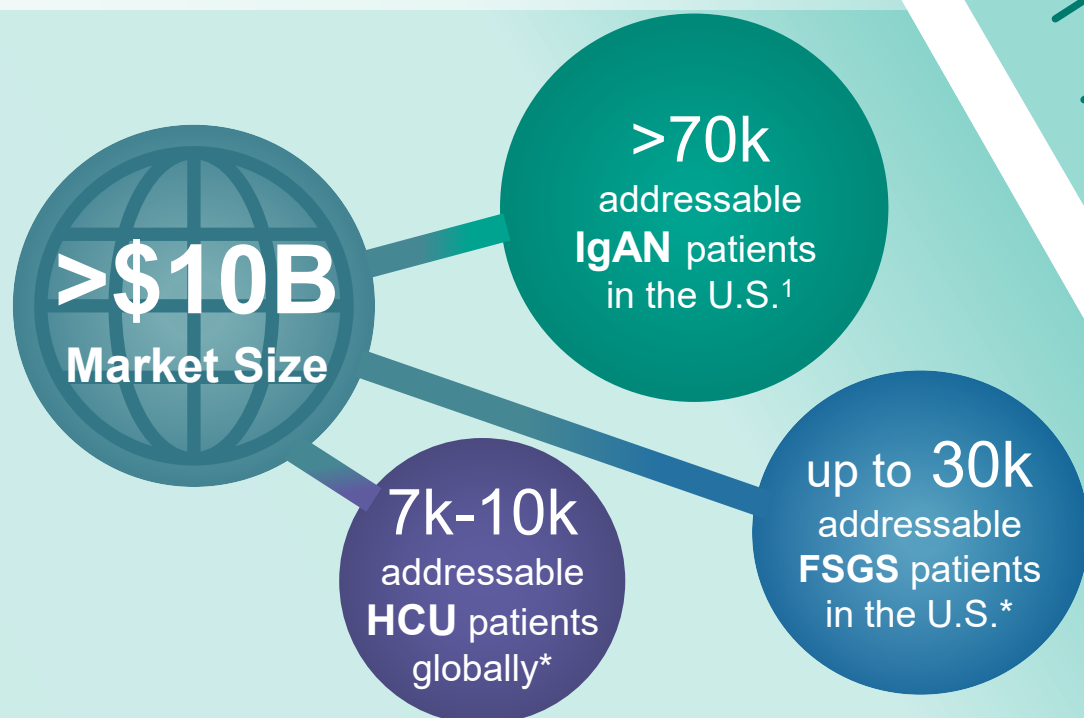 >$10B
Market Size
>70k
addressable
IgAN patients
in the U.S.1
up to 30k
addressable
FSGS patients
in the U.S.*
7k-10k
addressable
HCU patients
globally*